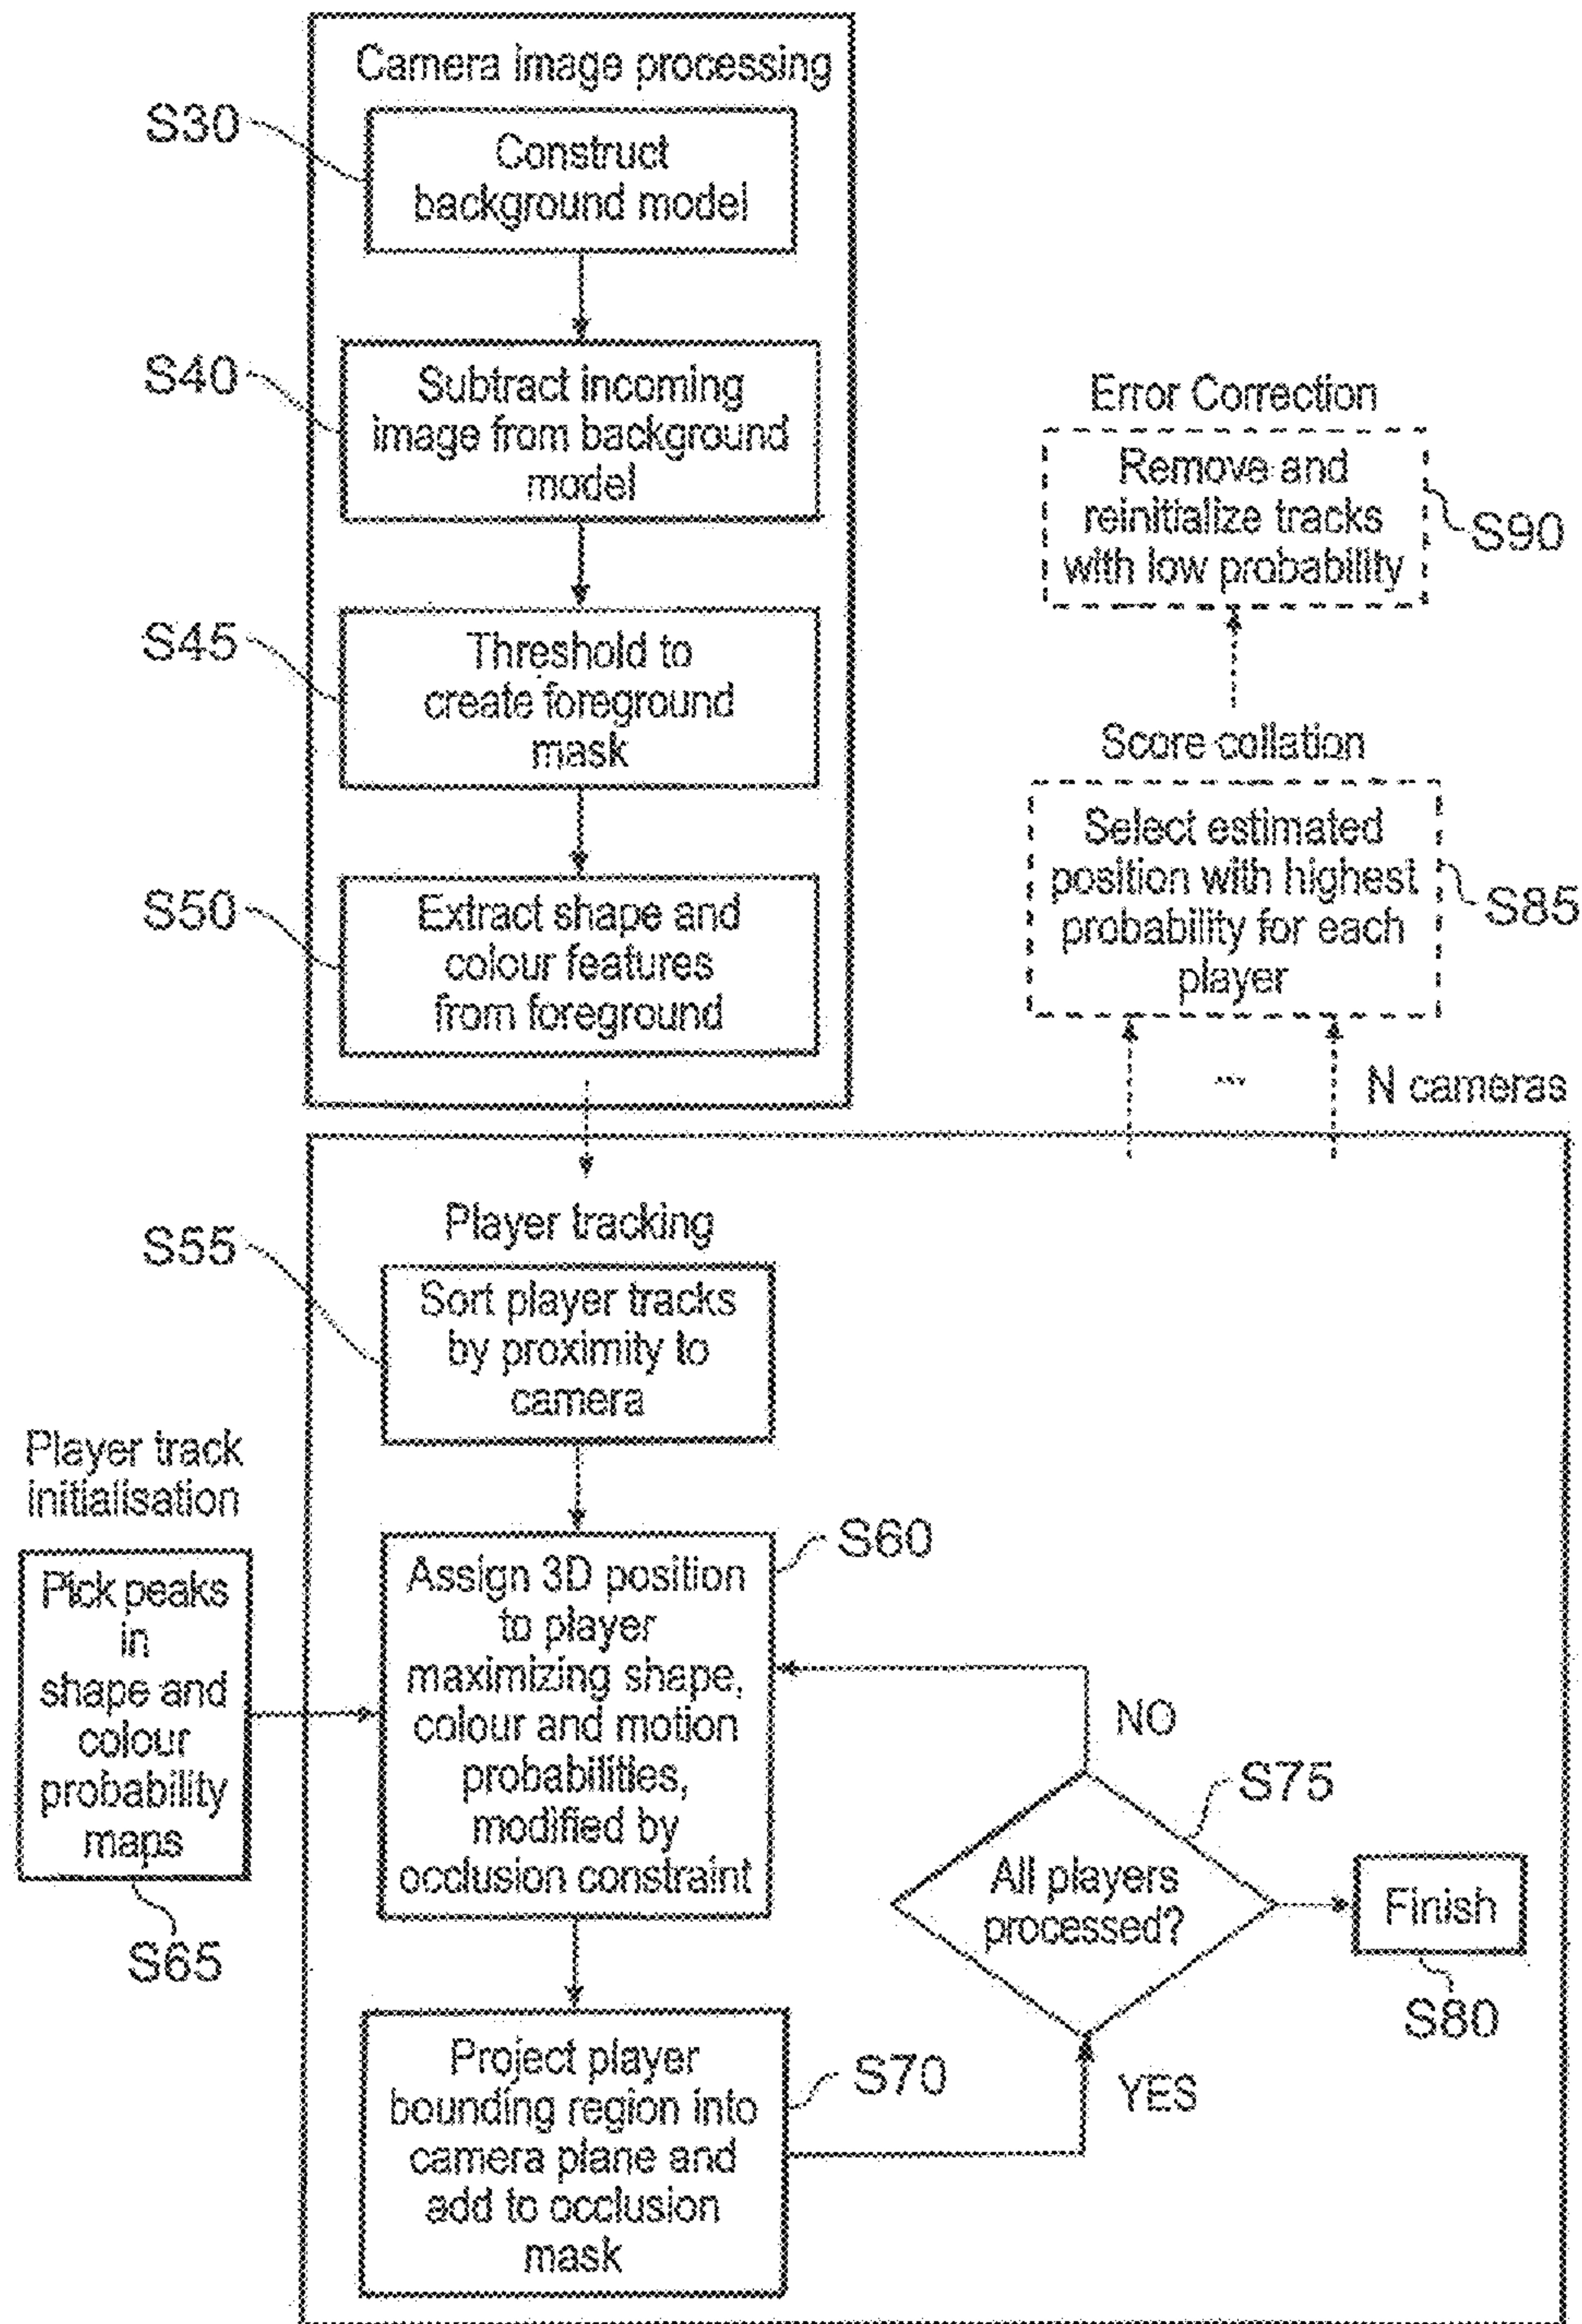 Camera image processing
S30
Construct
background model
S40
Subtract incoming
image from background
model
S45
Threshold to
create foreground
mask
S50
Extract shape and
colour features
from foreground
Error Correction
Remove and
reinitialize tracks
with low probability
S90
Score collation
Select estimated
position with highest
probability for each
player
S85
N cameras
Player tracking
S55
Sort player tracks
by proximity to
camera
Player track
initialisation
Pick peaks
in
shape and
colour
probability
maps
S65
S60
Assign 3D position
to player
maximizing shape,
colour and motion
probabilities,
modified by
occlusion constraint
NO
S75
All players
processed?
Finish
S80
YES
Project player
bounding region into
camera plane and
add to occlusion
mask
S70